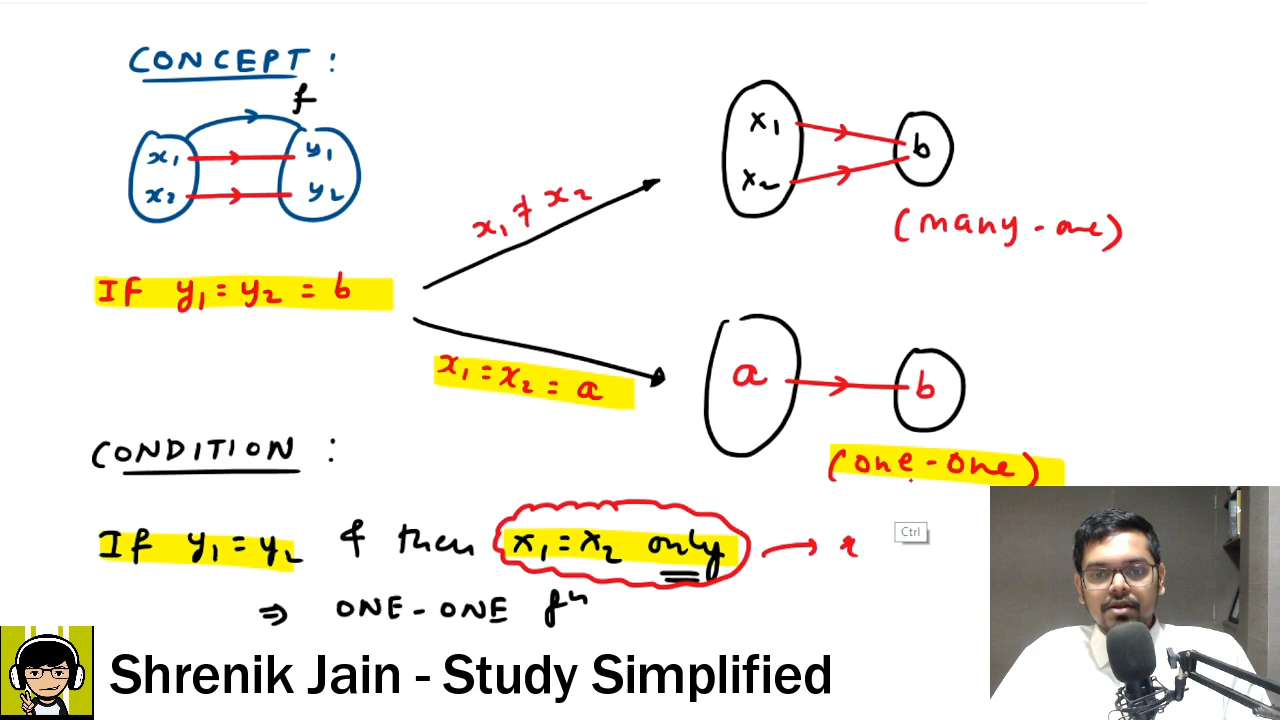 CONCEPT :
f
x₁ y₁
x₂ y₂
x₁
x₂
b
(many-one)
x₁ ≠ x₂
IF y₁ = y₂ = b
x₁ = x₂ = a
a
b
(one-one)
CONDITION :
If y₁ = y₂ & then x₁ = x₂ only → r
⇒ ONE-ONE fn
Ctrl
Shrenik Jain - Study Simplified